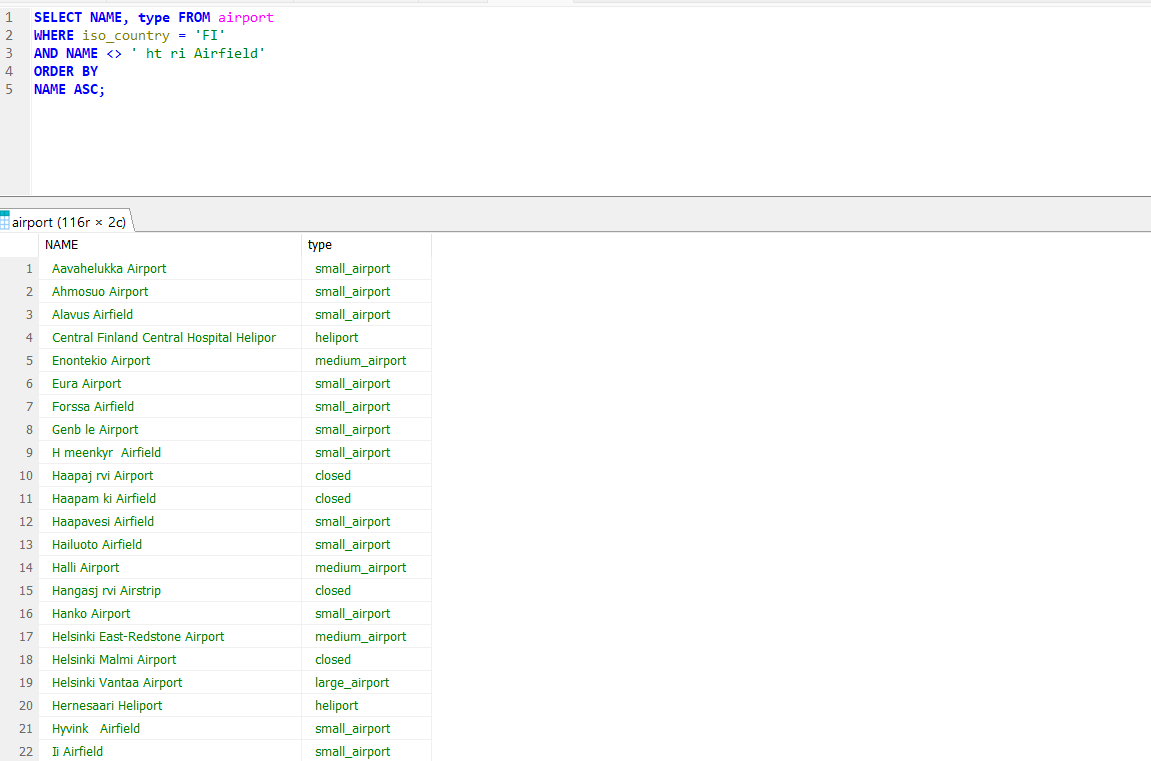 1 SELECT NAME, type FROM airport
2 WHERE iso_country = 'FI'
3 AND NAME <> ' ht ri Airfield'
4 ORDER BY
5 NAME ASC;
airport (116r × 2c)
NAME type
1 Aavahelukka Airport small_airport
2 Ahmosuo Airport small_airport
3 Alavus Airfield small_airport
4 Central Finland Central Hospital Helipor heliport
5 Enontekio Airport medium_airport
6 Eura Airport small_airport
7 Forssa Airfield small_airport
8 Genb le Airport small_airport
9 H meenkyr  Airfield small_airport
10 Haapaj rvi Airport closed
11 Haapam ki Airfield closed
12 Haapavesi Airfield small_airport
13 Hailuoto Airfield small_airport
14 Halli Airport medium_airport
15 Hangasj rvi Airstrip closed
16 Hanko Airport small_airport
17 Helsinki East-Redstone Airport medium_airport
18 Helsinki Malmi Airport closed
19 Helsinki Vantaa Airport large_airport
20 Hernesaari Heliport heliport
21 Hyvink   Airfield small_airport
22 Ii Airfield small_airport